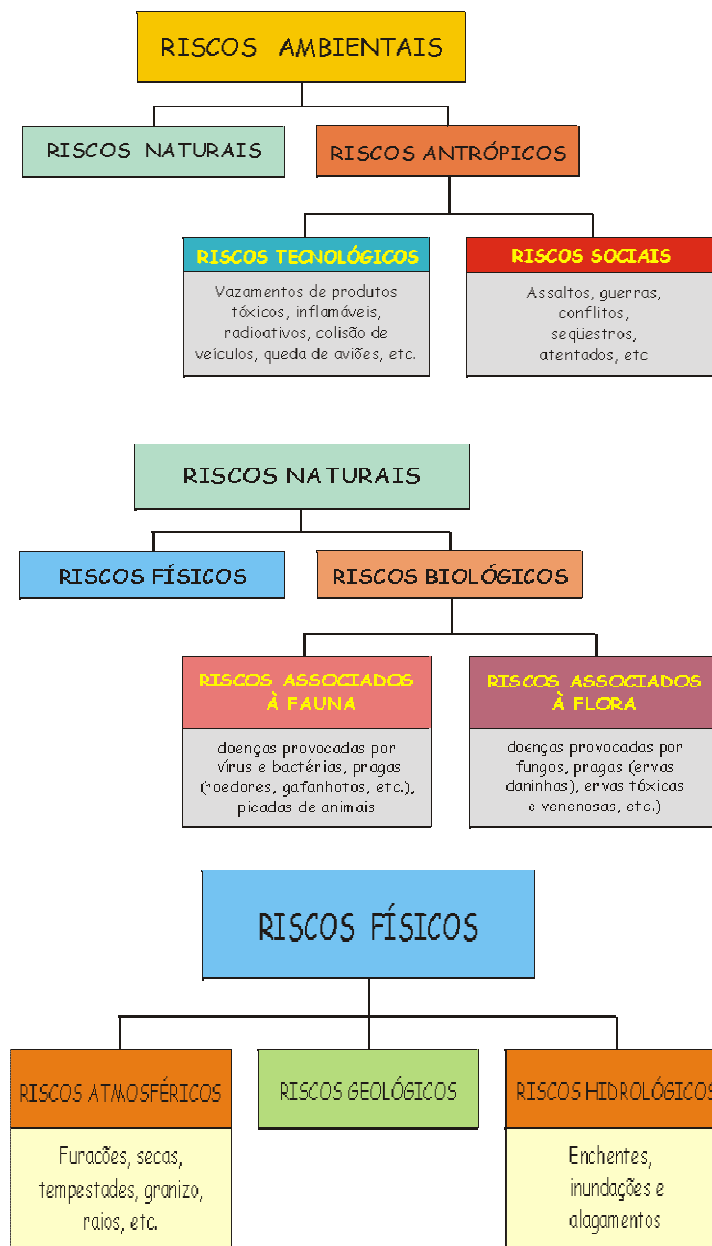 RISCOS AMBIENTAIS
RISCOS NATURAIS
RISCOS ANTRÓPICOS
RISCOS TECNOLÓGICOS
Vazamentos de produtos
tóxicos, inflamáveis,
radioativos, colisão de
veículos, queda de aviões, etc.
RISCOS SOCIAIS
Assaltos, guerras,
conflitos,
seqüestros,
atentados, etc
RISCOS NATURAIS
RISCOS FÍSICOS
RISCOS BIOLÓGICOS
RISCOS ASSOCIADOS
À FAUNA
doenças provocadas por
vírus e bactérias, pragas
(roedores, gafanhotos, etc.),
picadas de animais
RISCOS ASSOCIADOS
À FLORA
doenças provocadas por
fungos, pragas (ervas
daninhas), ervas tóxicas
e venenosas, etc.)
RISCOS FÍSICOS
RISCOS ATMOSFÉRICOS
Furacões, secas,
tempestades, granizo,
raios, etc.
RISCOS GEOLÓGICOS
RISCOS HIDROLÓGICOS
Enchentes,
inundações e
alagamentos